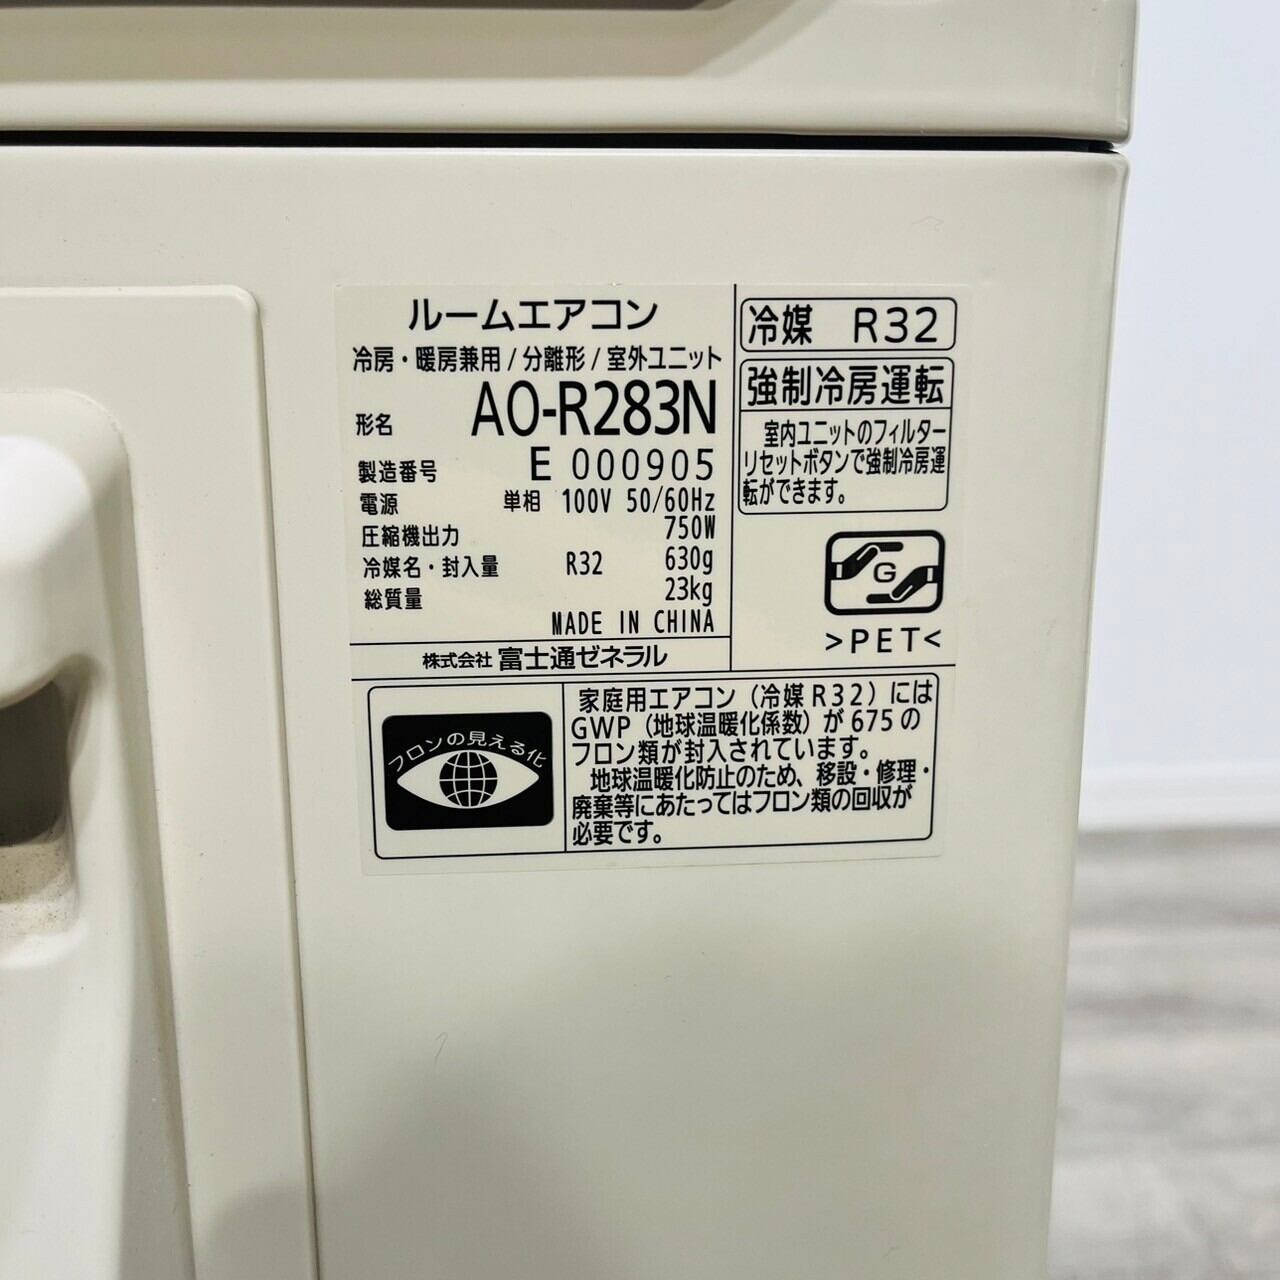 ルームエアコン
冷房・暖房兼用/分離形/室外ユニット
形名 AO-R283N
製造番号 E 000905
電源 単相 100V 50/60Hz
圧縮機出力 750W
冷媒名・封入量 R32 630g
総質量 23kg
MADE IN CHINA
株式会社 富士通ゼネラル
冷媒 R32
強制冷房運転
室内ユニットのフィルター
リセットボタンで強制冷房運
転ができます。
G
>PET<
フロンの見える化
家庭用エアコン（冷媒R32）には
GWP（地球温暖化係数）が675の
フロン類が封入されています。
地球温暖化防止のため、移設・修理・
廃棄等にあたってはフロン類の回収が
必要です。